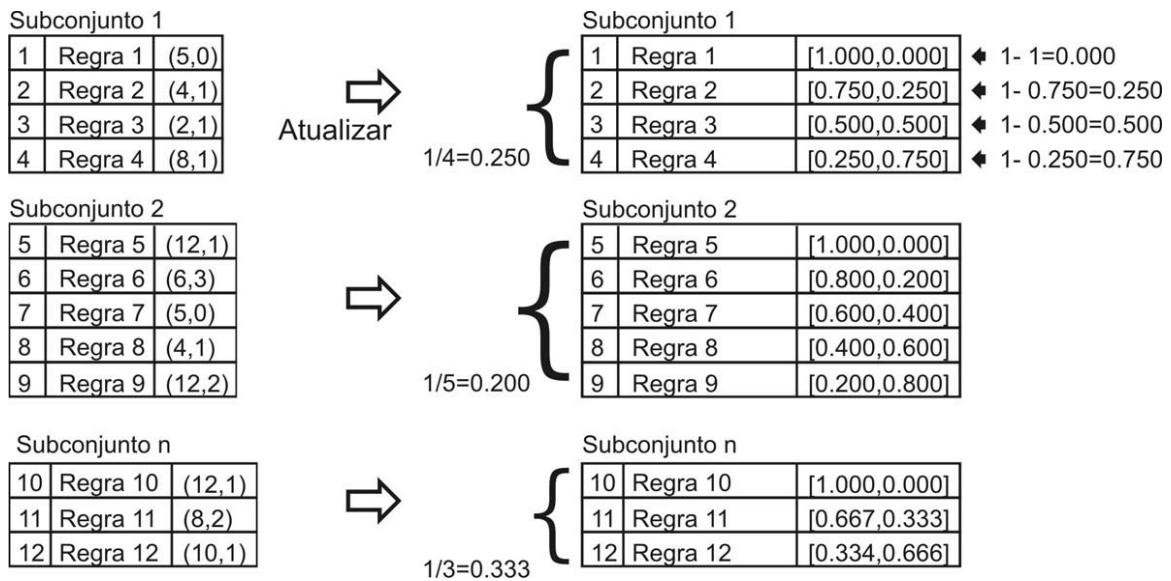 Subconjunto 1
1 Regra 1 (5,0)
2 Regra 2 (4,1)
3 Regra 3 (2,1)
4 Regra 4 (8,1)
Atualizar
1/4=0.250
Subconjunto 1
1 Regra 1 [1.000,0.000] 1- 1=0.000
2 Regra 2 [0.750,0.250] 1- 0.750=0.250
3 Regra 3 [0.500,0.500] 1- 0.500=0.500
4 Regra 4 [0.250,0.750] 1- 0.250=0.750
Subconjunto 2
5 Regra 5 (12,1)
6 Regra 6 (6,3)
7 Regra 7 (5,0)
8 Regra 8 (4,1)
9 Regra 9 (12,2)
1/5=0.200
Subconjunto 2
5 Regra 5 [1.000,0.000]
6 Regra 6 [0.800,0.200]
7 Regra 7 [0.600,0.400]
8 Regra 8 [0.400,0.600]
9 Regra 9 [0.200,0.800]
Subconjunto n
10 Regra 10 (12,1)
11 Regra 11 (8,2)
12 Regra 12 (10,1)
1/3=0.333
Subconjunto n
10 Regra 10 [1.000,0.000]
11 Regra 11 [0.667,0.333]
12 Regra 12 [0.334,0.666]